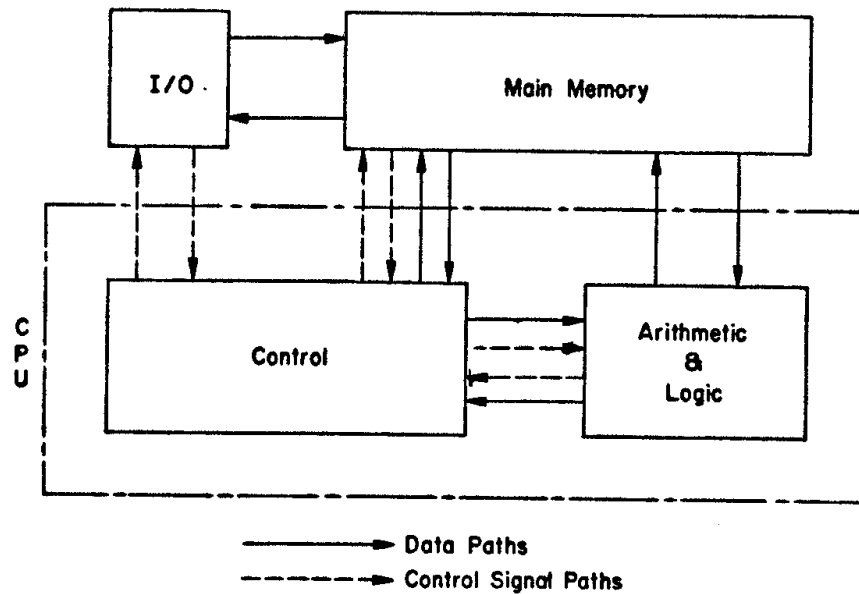 I/O
Main Memory
C
P
U
Control
Arithmetic
&
Logic
Data Paths
Control Signal Paths